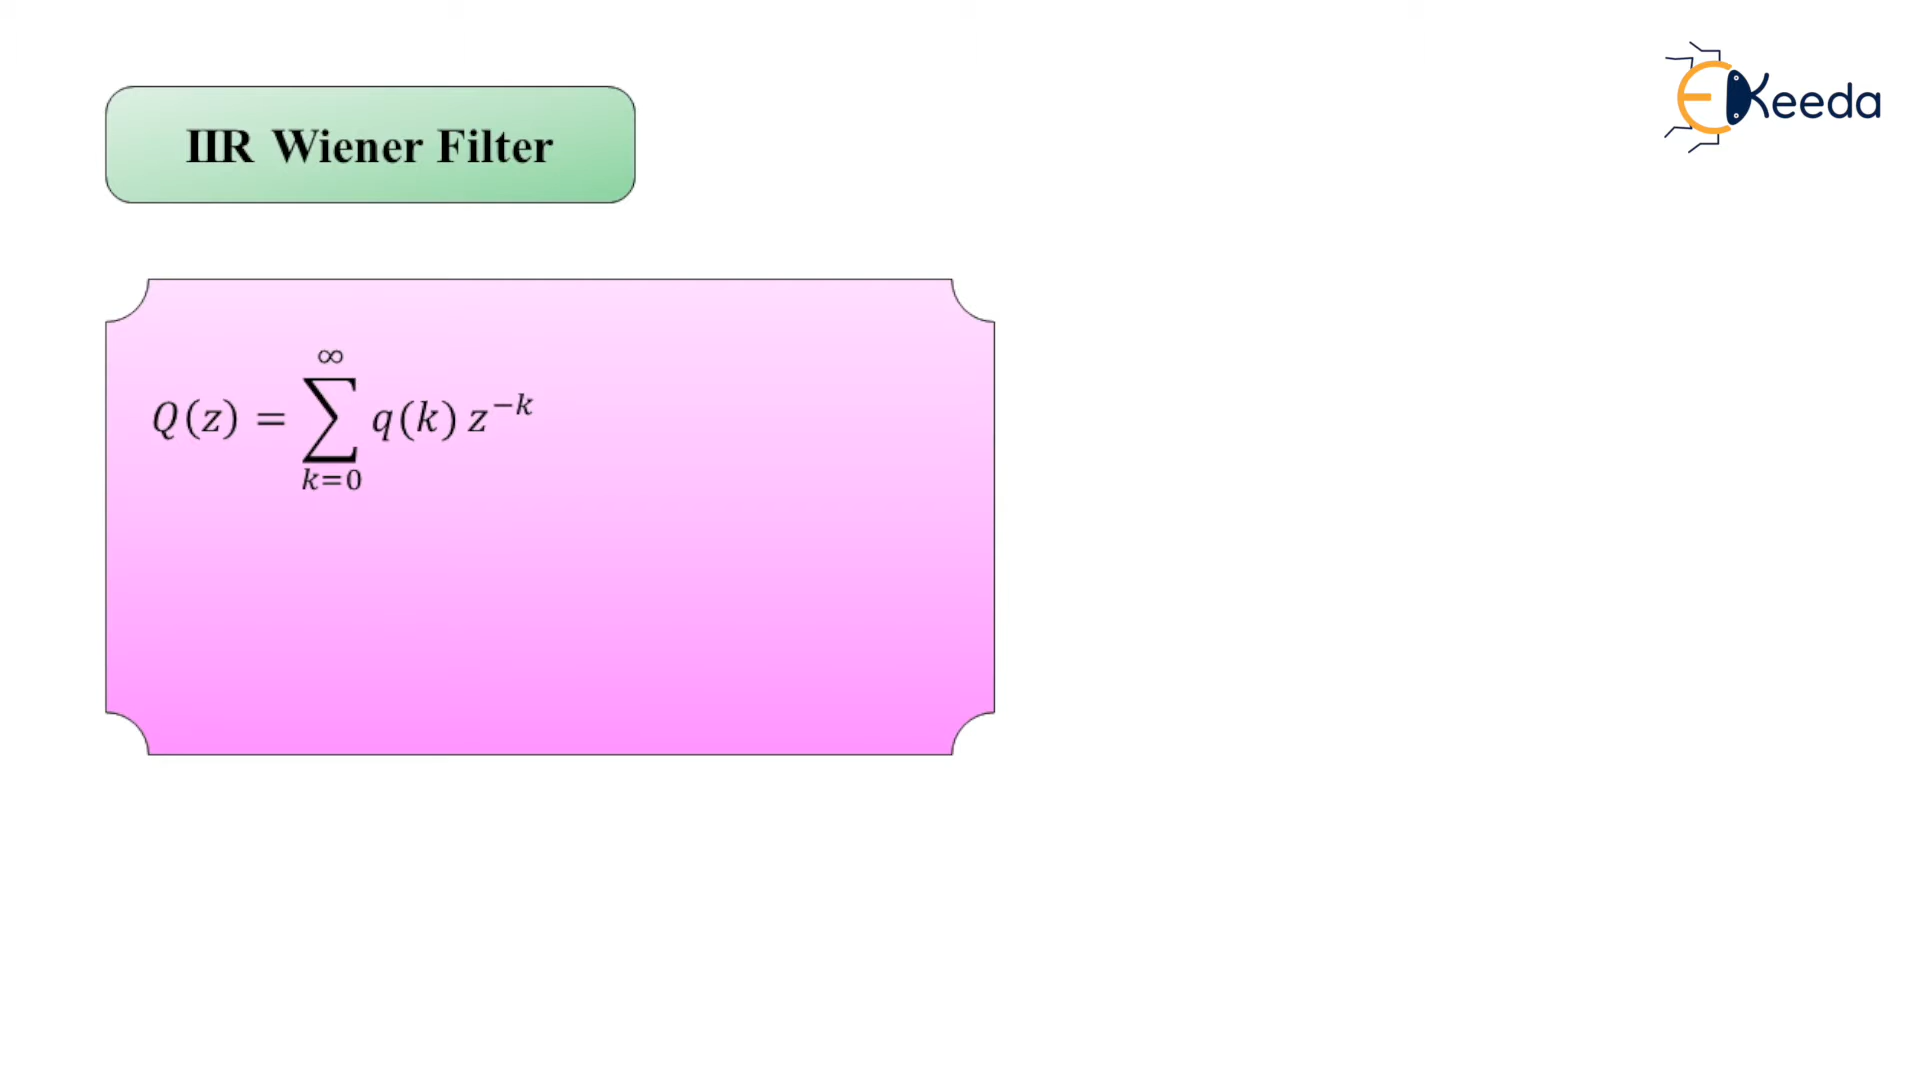 EKeeda
IIR Wiener Filter
∞
Q(z) = ∑ q(k) z^{-k}
k=0